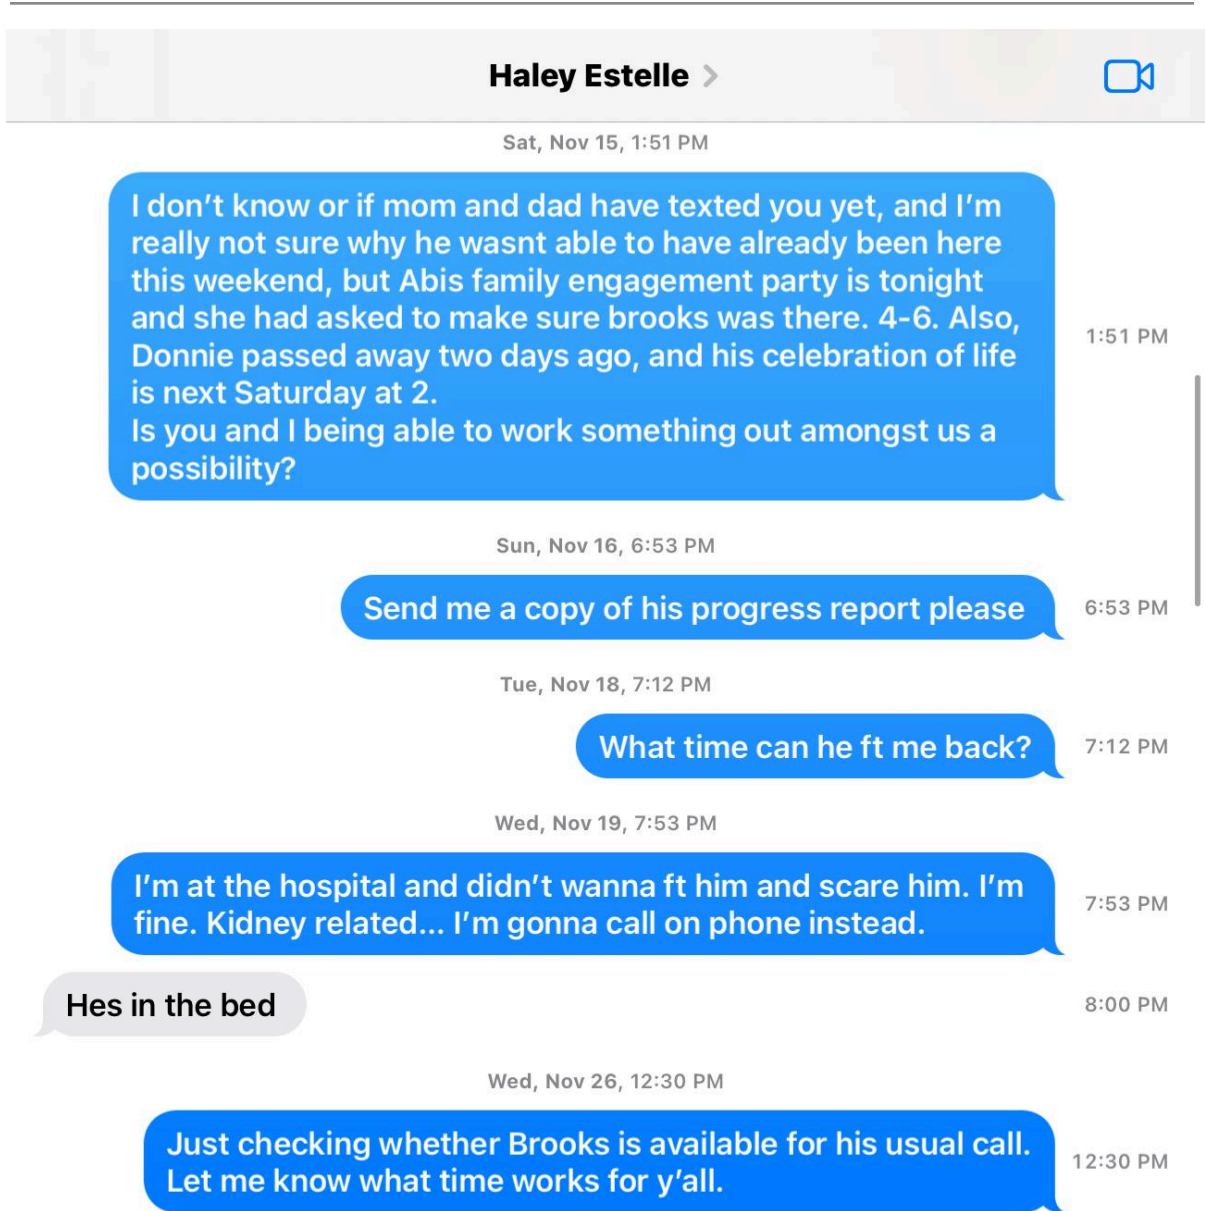 Haley Estelle >
Sat, Nov 15, 1:51 PM
I don’t know or if mom and dad have texted you yet, and I’m
really not sure why he wasnt able to have already been here
this weekend, but Abis family engagement party is tonight
and she had asked to make sure brooks was there. 4-6. Also,
Donnie passed away two days ago, and his celebration of life
is next Saturday at 2.
Is you and I being able to work something out amongst us a
possibility?
1:51 PM
Sun, Nov 16, 6:53 PM
Send me a copy of his progress report please
6:53 PM
Tue, Nov 18, 7:12 PM
What time can he ft me back?
7:12 PM
Wed, Nov 19, 7:53 PM
I’m at the hospital and didn’t wanna ft him and scare him. I’m
fine. Kidney related... I’m gonna call on phone instead.
7:53 PM
Hes in the bed
8:00 PM
Wed, Nov 26, 12:30 PM
Just checking whether Brooks is available for his usual call.
Let me know what time works for y’all.
12:30 PM